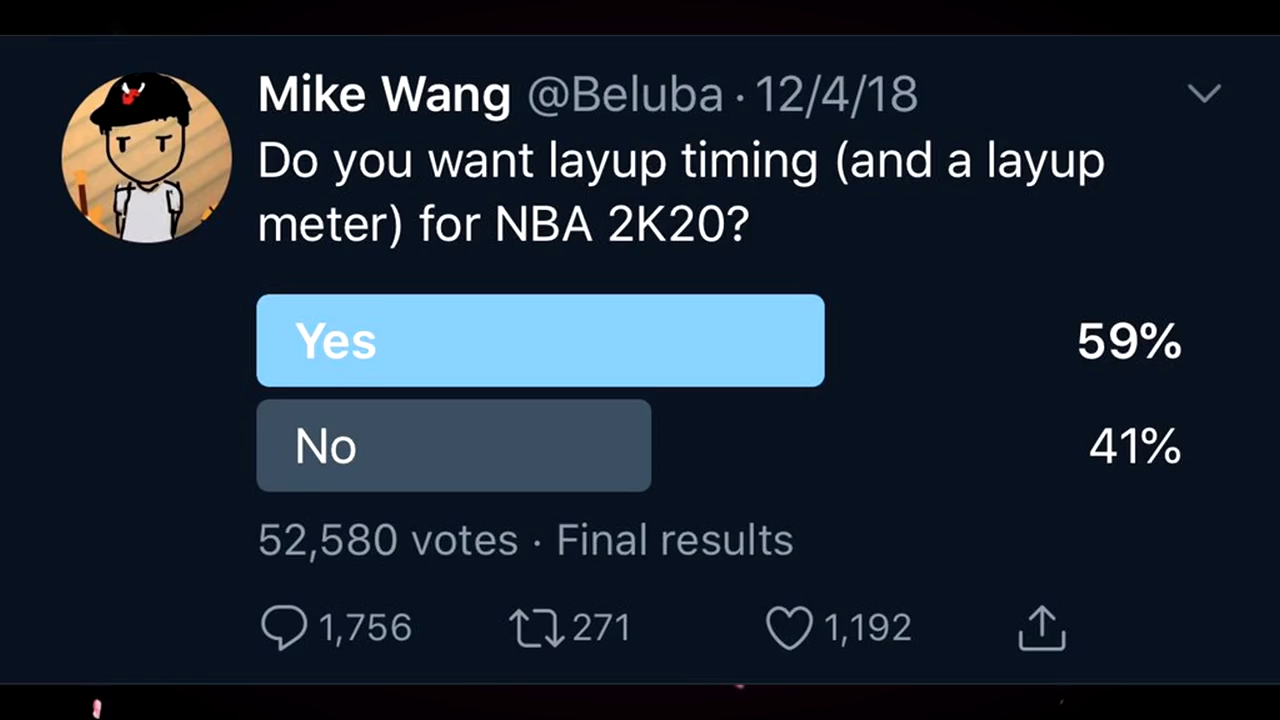 Mike Wang @Beluba · 12/4/18
Do you want layup timing (and a layup
meter) for NBA 2K20?
Yes 59%
No 41%
52,580 votes · Final results
1,756 271 1,192